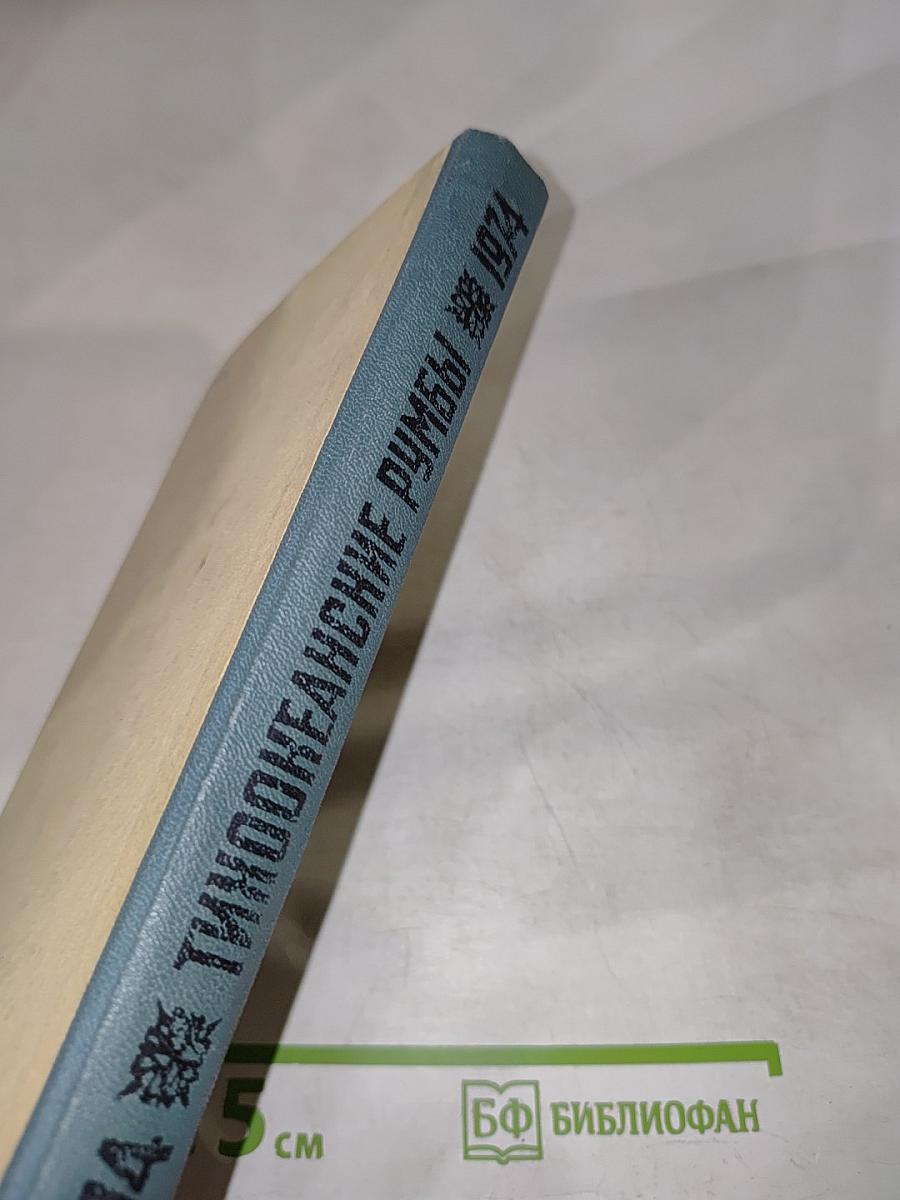 ТИХООКЕАНСКИЕ РУМБЫ 1974
5 см
БФ БИБЛИОФАН